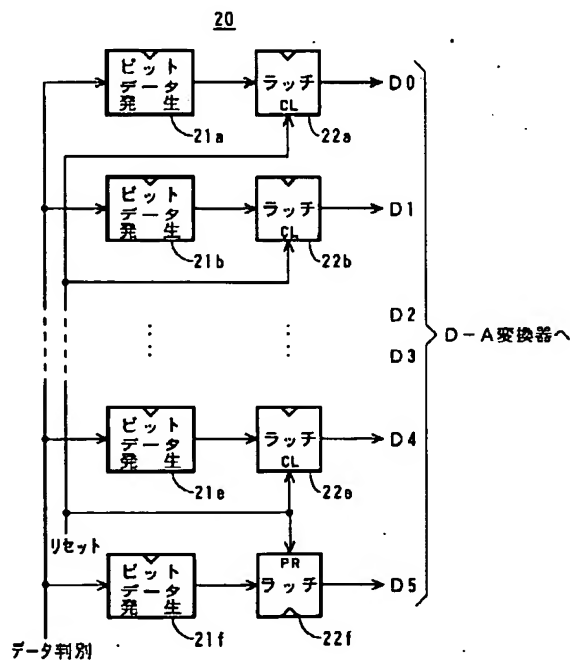 20
ビット
データ
発 生
21a
ラッチ
CL
22a
D0
ビット
データ
発 生
21b
ラッチ
CL
22b
D1
D2
D3
D-A変換器へ
ビット
データ
発 生
21e
ラッチ
CL
22e
D4
リセット
ビット
データ
発 生
21f
PR
ラッチ
22f
D5
データ判別